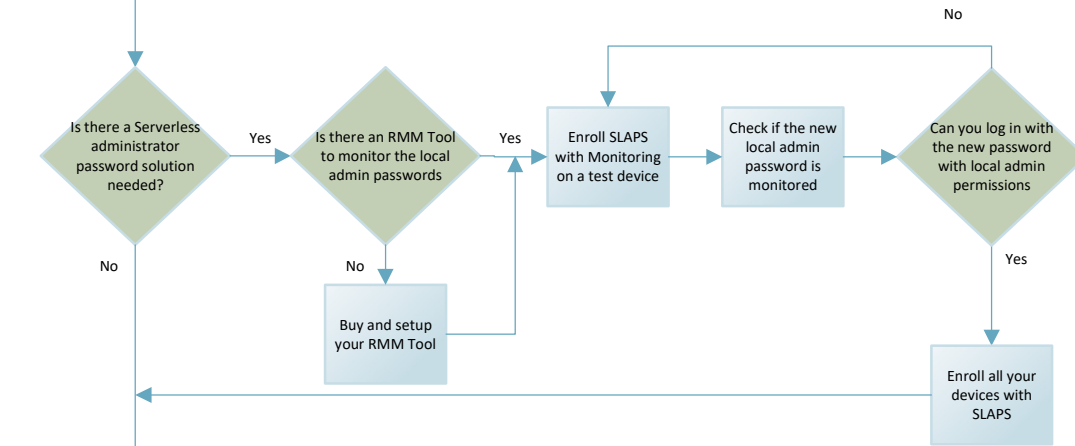 No
Is there a Serverless
administrator
password solution
needed?
Yes
Is there an RMM Tool
to monitor the local
admin passwords
Yes
Enroll SLAPS
with Monitoring
on a test device
Check if the new
local admin
password is
monitored
Can you log in with
the new password
with local admin
permissions
No
No
Yes
Buy and setup
your RMM Tool
Enroll all your
devices with
SLAPS